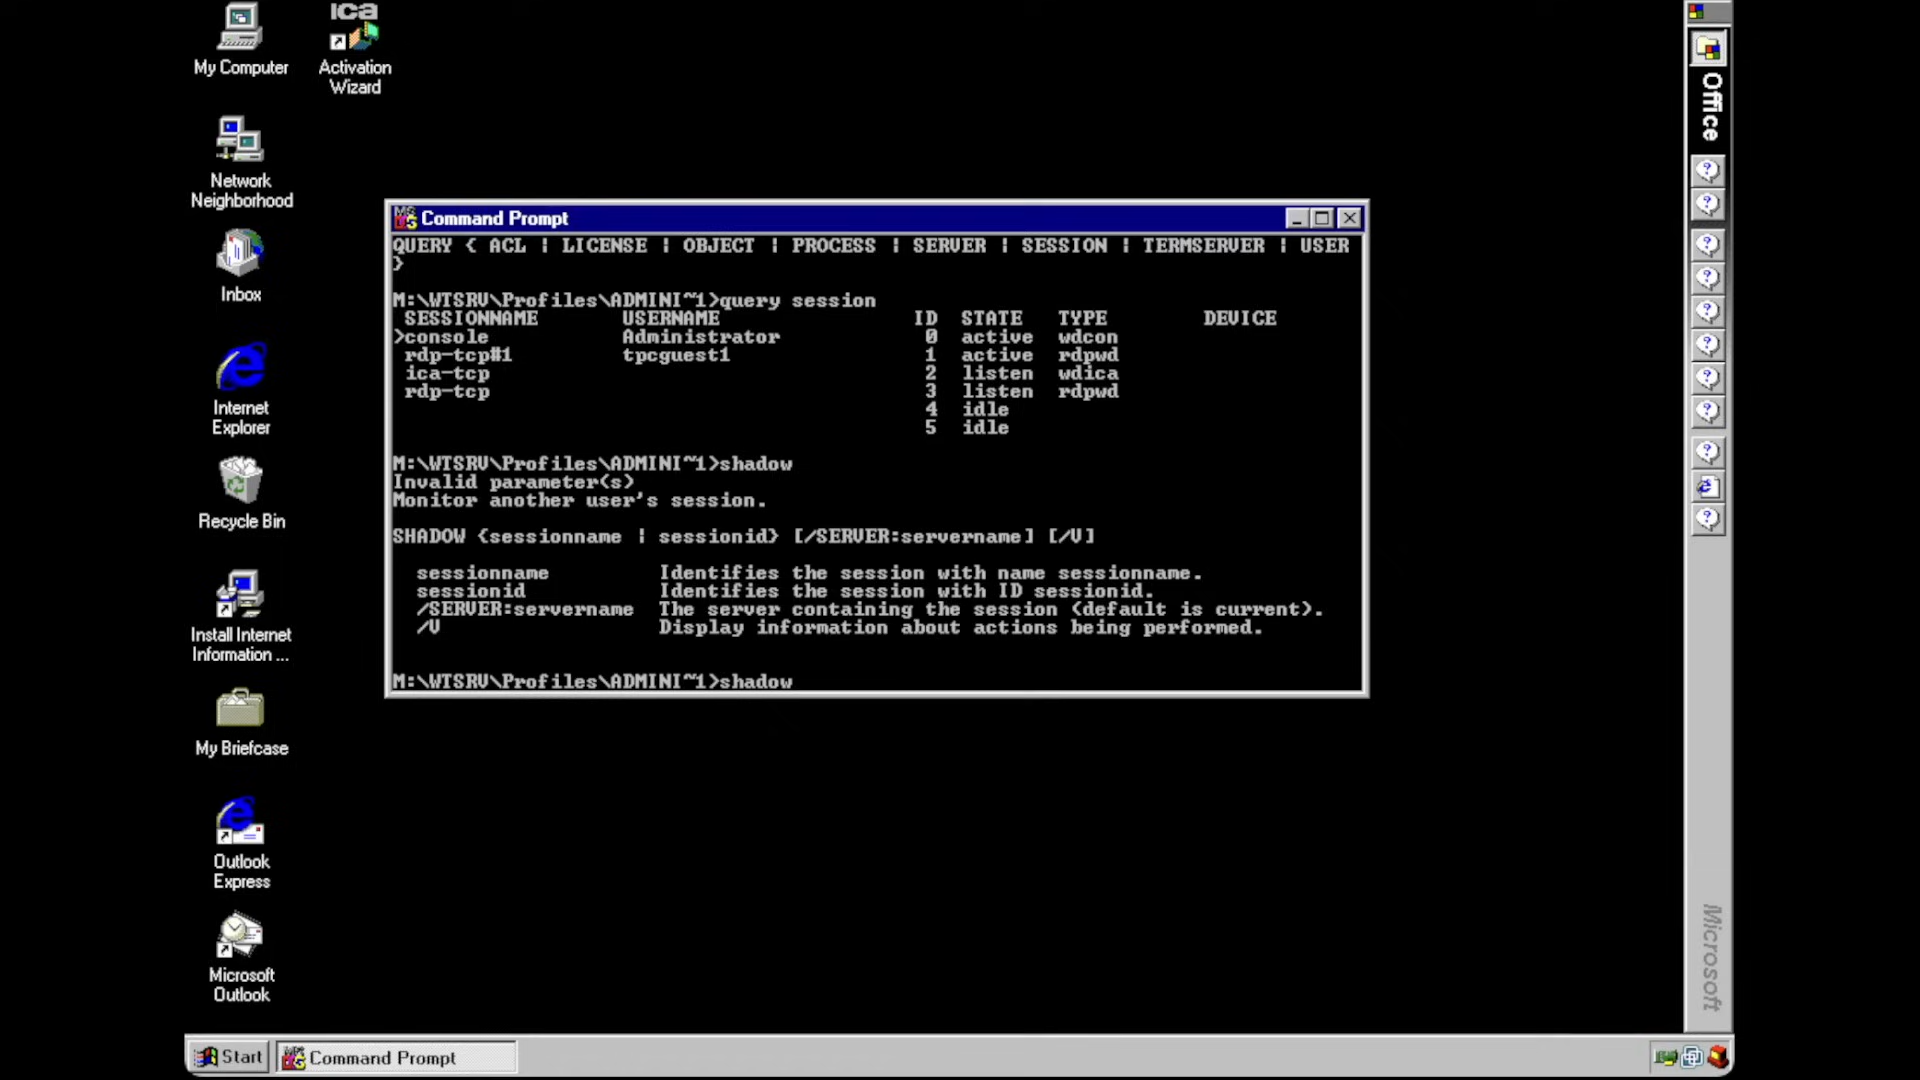 My Computer
ica
Activation
Wizard
Network
Neighborhood
Inbox
Internet
Explorer
Recycle Bin
Install Internet
Information ...
My Briefcase
Outlook
Express
Microsoft
Outlook
Command Prompt
QUERY { ACL | LICENSE | OBJECT | PROCESS | SERVER | SESSION | TERMSERVER | USER
}
M:\WTSRV\Profiles\ADMINI~1>query session
SESSIONNAME USERNAME ID STATE TYPE DEVICE
>console Administrator 0 active wdcon
rdp-tcp#1 tpcguest1 1 active rdpwd
ica-tcp 2 listen wdica
rdp-tcp 3 listen rdpwd
4 idle
5 idle
M:\WTSRV\Profiles\ADMINI~1>shadow
Invalid parameter(s)
Monitor another user's session.
SHADOW {sessionname | sessionid} [/SERVER:servername] [/V]
sessionname Identifies the session with name sessionname.
sessionid Identifies the session with ID sessionid.
/SERVER:servername The server containing the session (default is current).
/V Display information about actions being performed.
M:\WTSRV\Profiles\ADMINI~1>shadow
Office
Microsoft
Start
Command Prompt